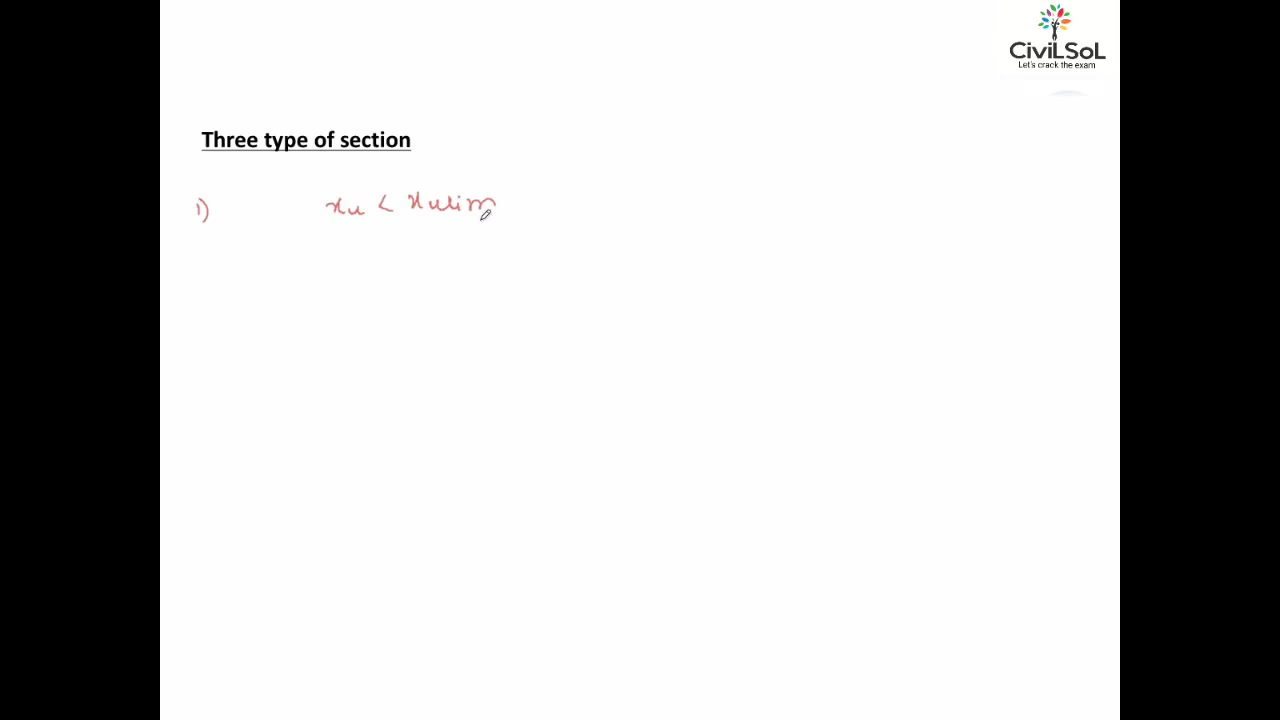 CiviLSoL
Let's crack the exam
Three type of section
1) xu < xulim